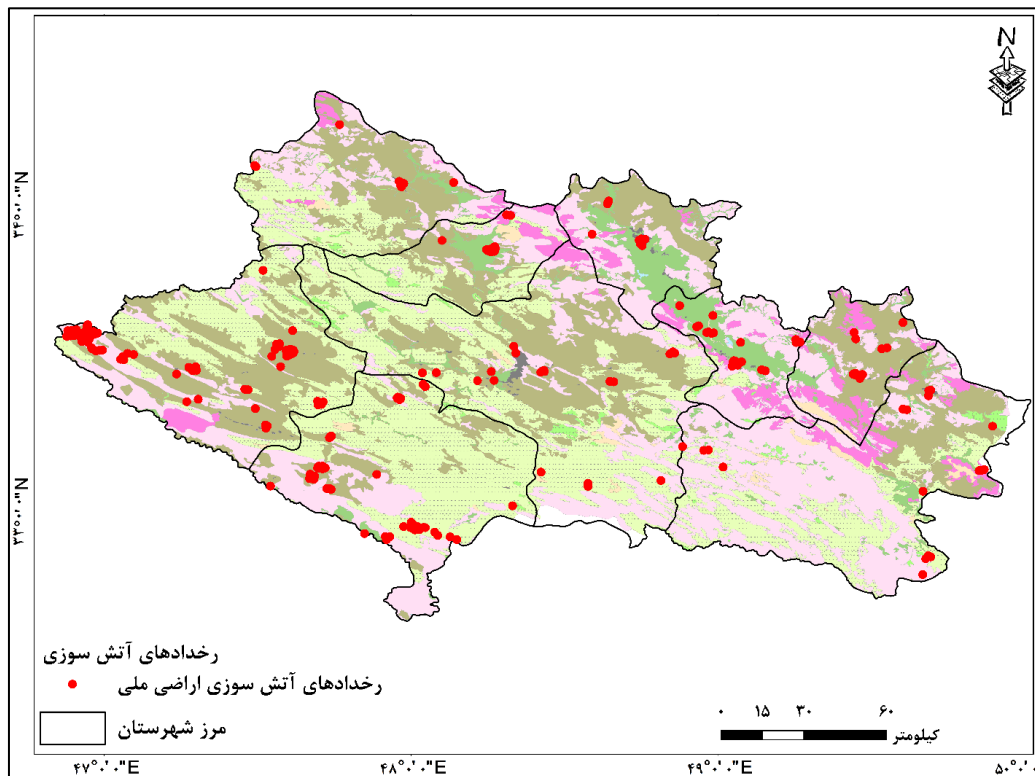 N
۳۴°۰'۰"N
۳۳°۰'۰"N
رخدادهای آتش سوزی
رخدادهای آتش سوزی اراضی ملی
مرز شهرستان
۰ ۱۵ ۳۰ ۶۰
کیلومتر
۴۷°۰'۰"E ۴۸°۰'۰"E ۴۹°۰'۰"E ۵۰°۰'۰"E